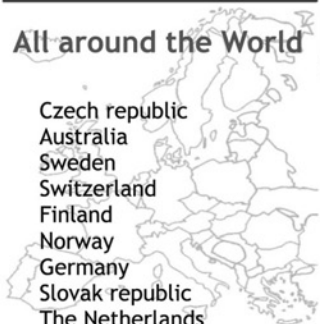 All around the World
Czech republic
Australia
Sweden
Switzerland
Finland
Norway
Germany
Slovak republic
The Netherlands